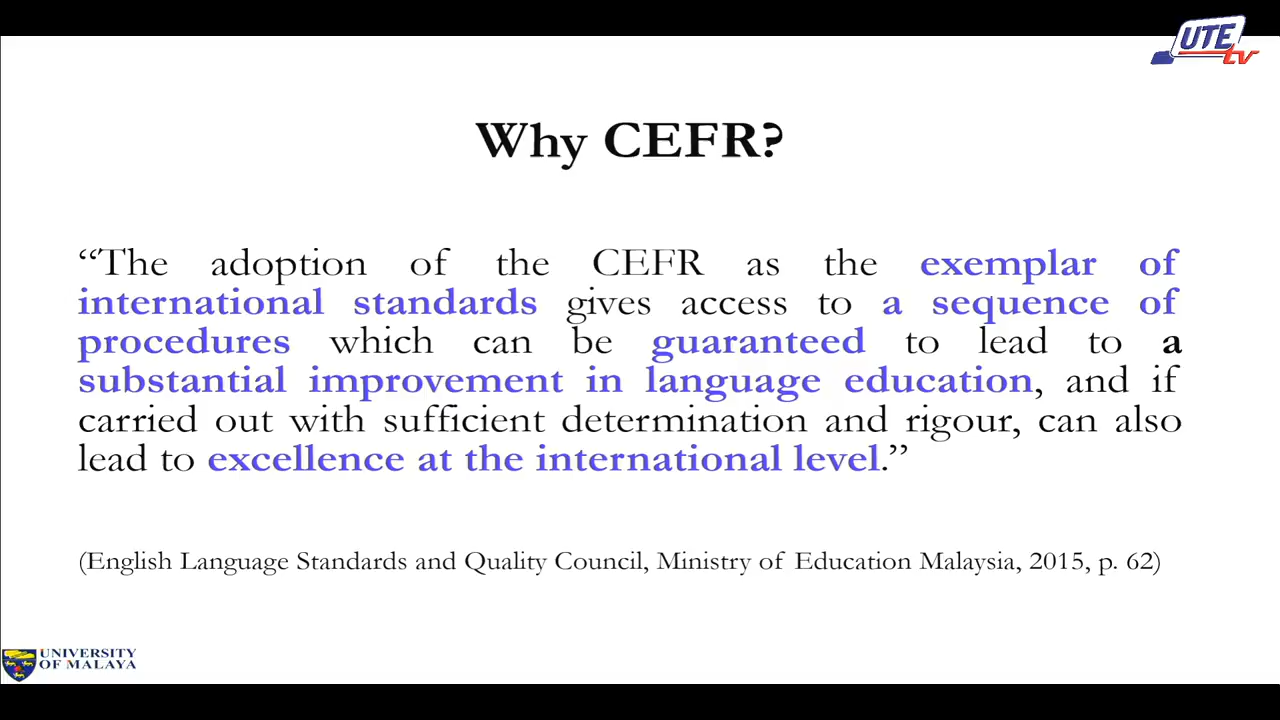 UTE
tv
Why CEFR?
“The adoption of the CEFR as the exemplar of
international standards gives access to a sequence of
procedures which can be guaranteed to lead to a
substantial improvement in language education, and if
carried out with sufficient determination and rigour, can also
lead to excellence at the international level.”
(English Language Standards and Quality Council, Ministry of Education Malaysia, 2015, p. 62)
UNIVERSITY
OF MALAYA